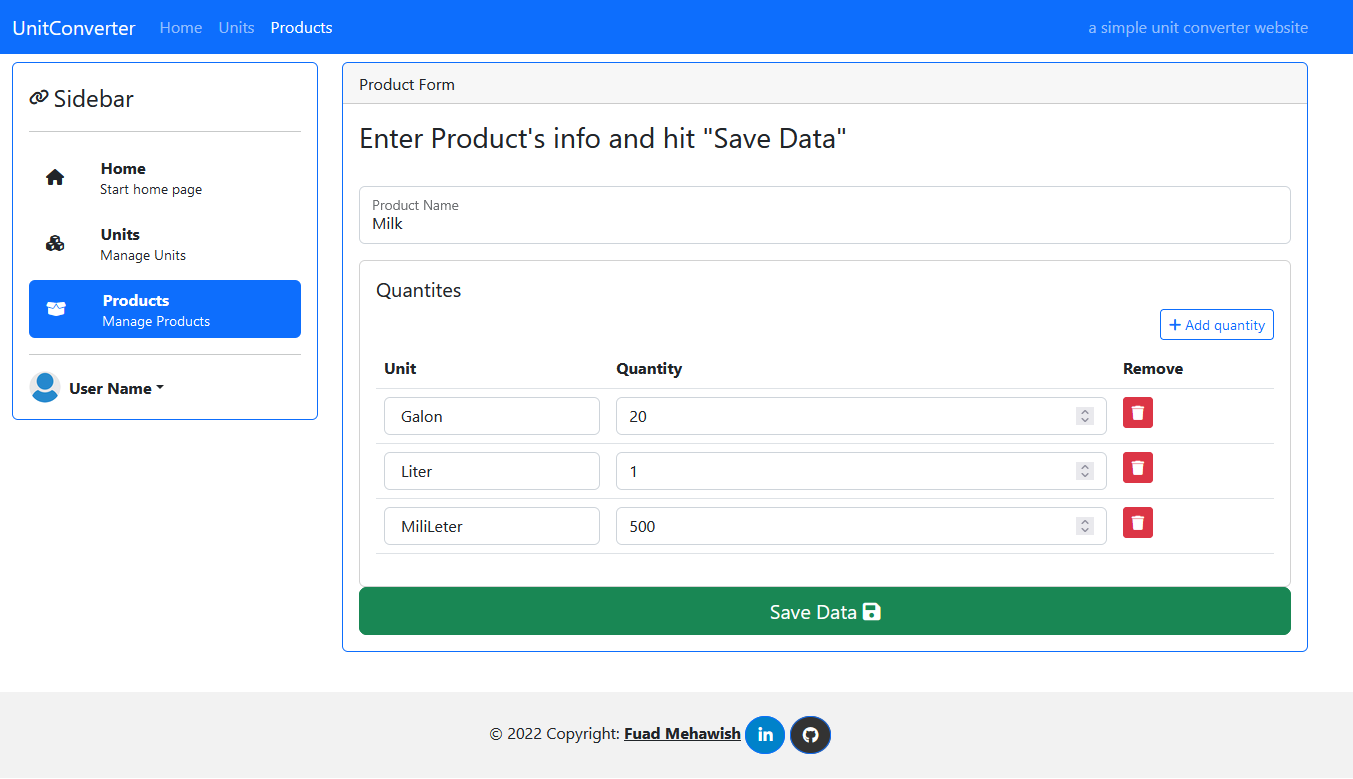 UnitConverter Home Units Products a simple unit converter website
Sidebar
Home
Start home page
Units
Manage Units
Products
Manage Products
User Name
Product Form
Enter Product's info and hit "Save Data"
Product Name
Milk
Quantites
Add quantity
Unit Quantity Remove
Galon 20
Liter 1
MiliLeter 500
Save Data
© 2022 Copyright: Fuad Mehawish in